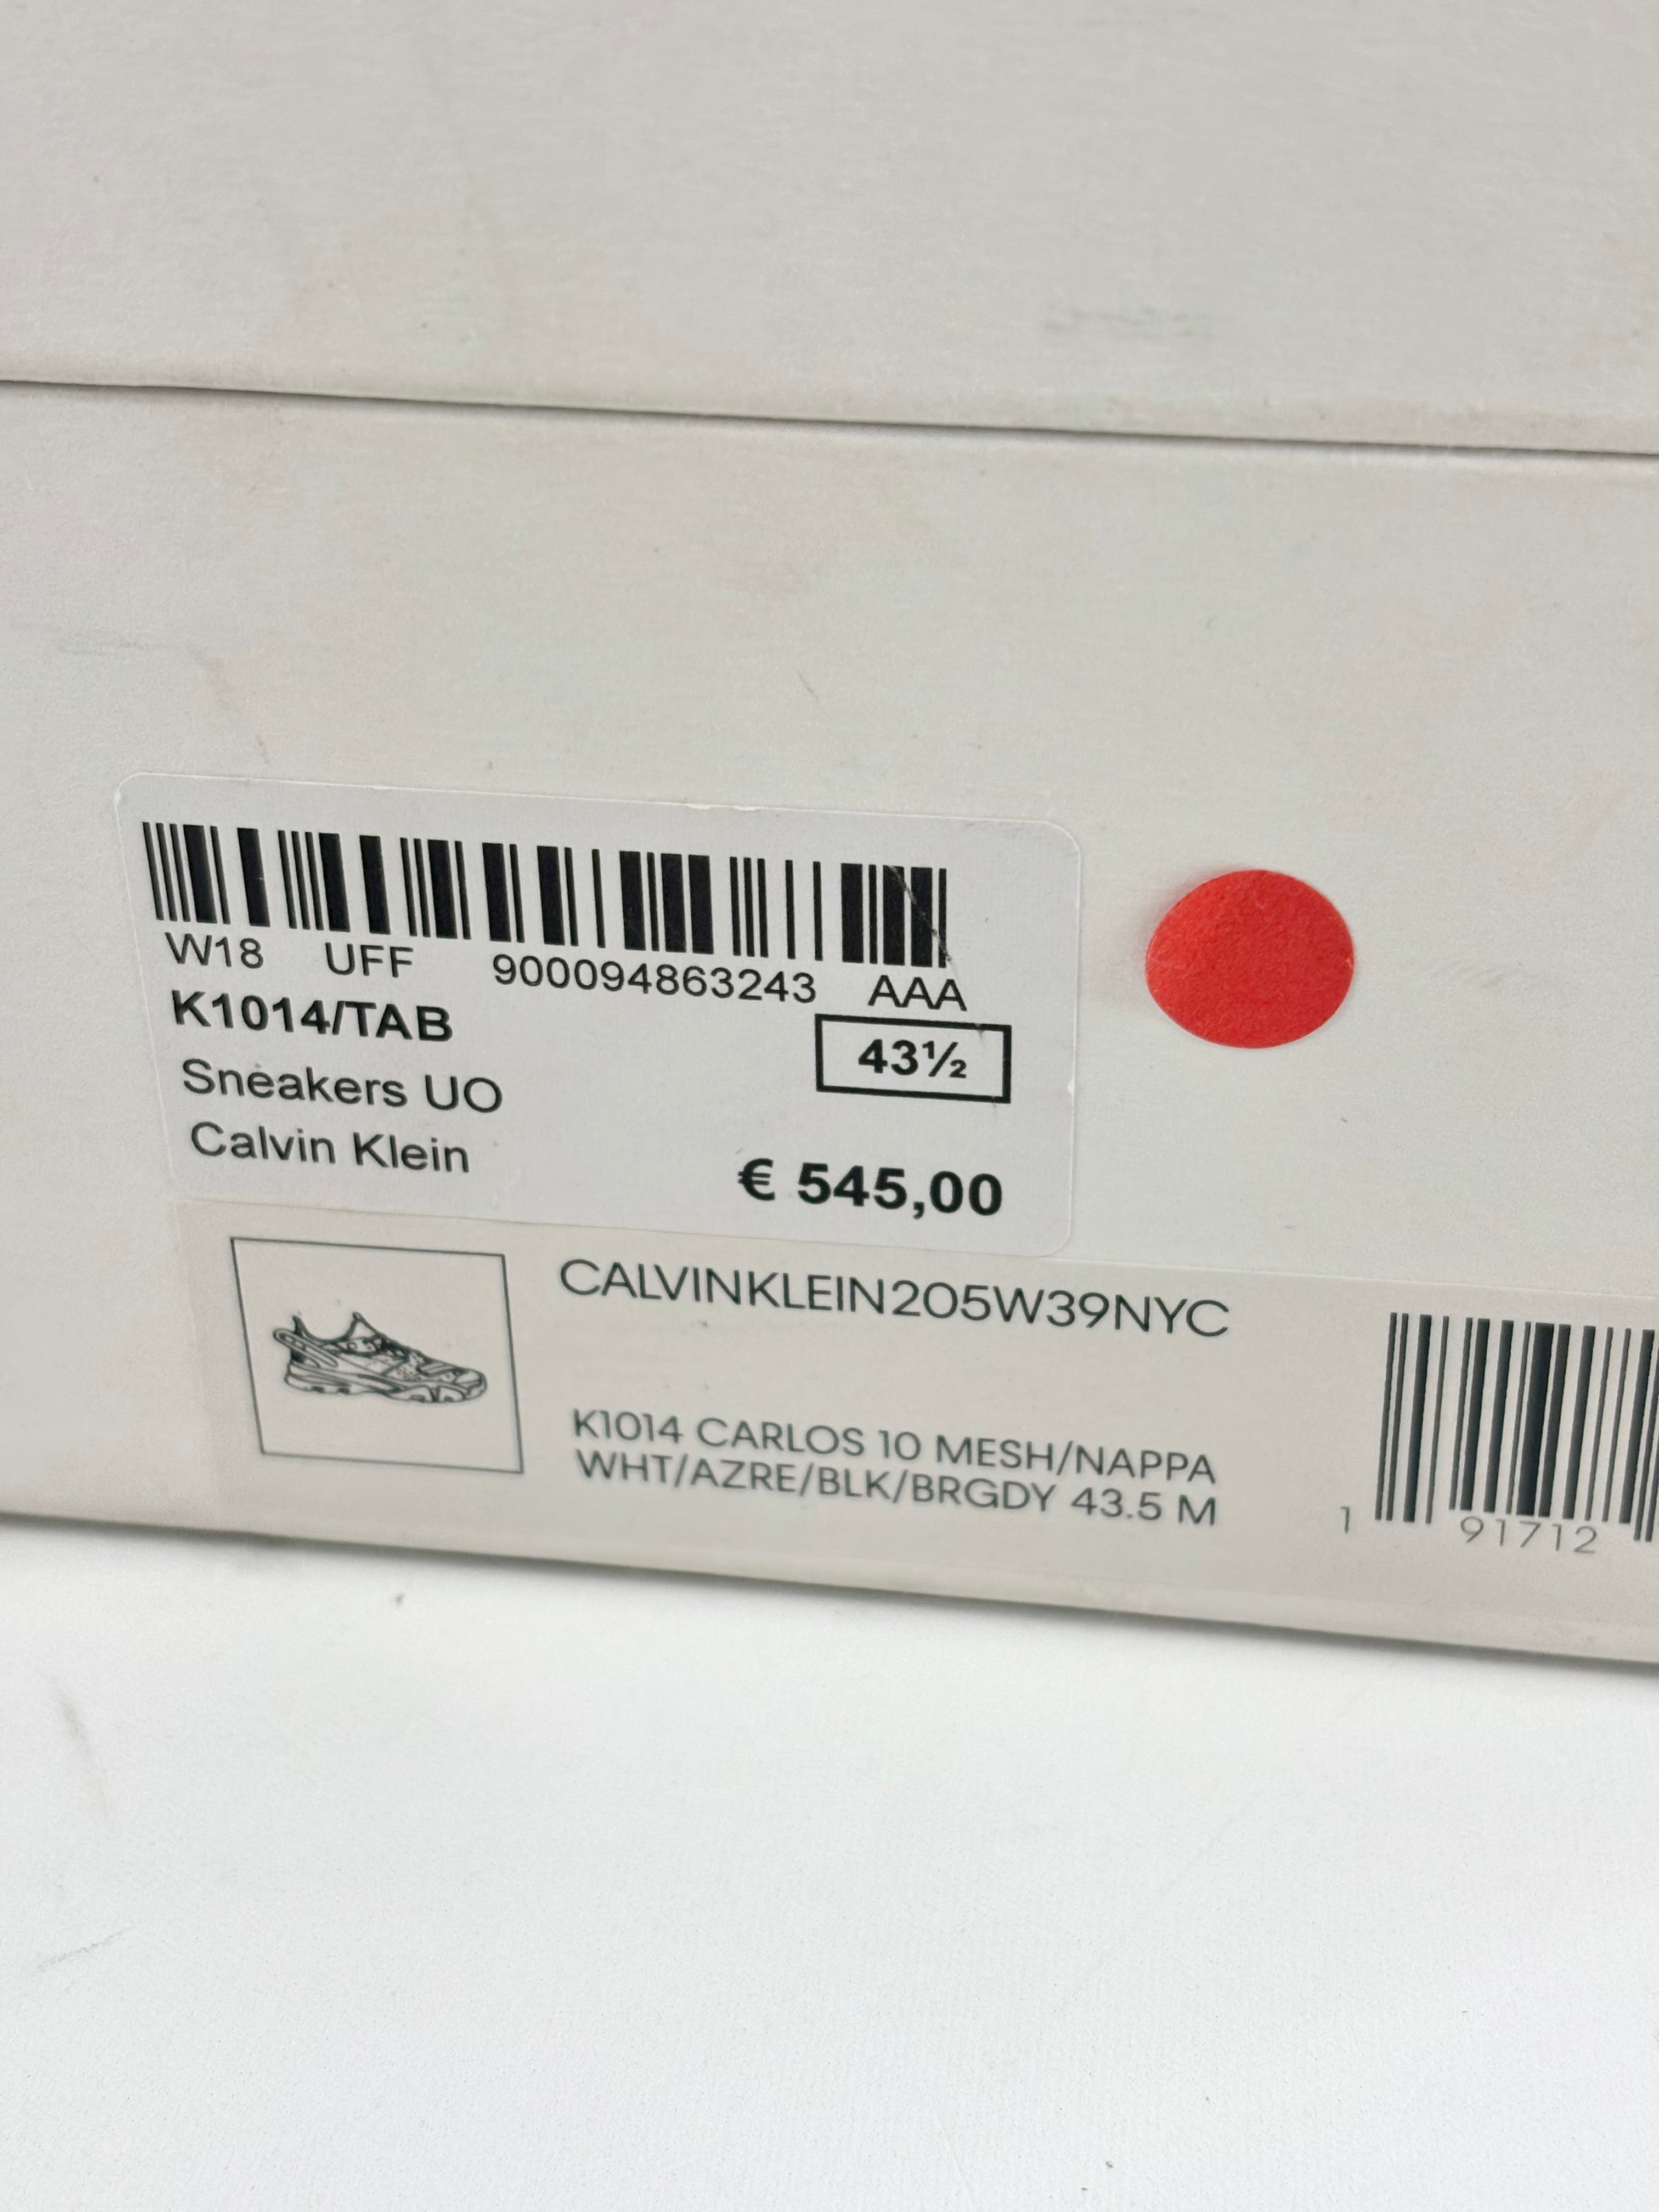 W18 UFF 900094863243 AAA
K1014/TAB
43½
Sneakers UO
Calvin Klein
€ 545,00
CALVINKLEIN205W39NYC
K1014 CARLOS 10 MESH/NAPPA
WHT/AZRE/BLK/BRGDY 43.5 M
1 91712